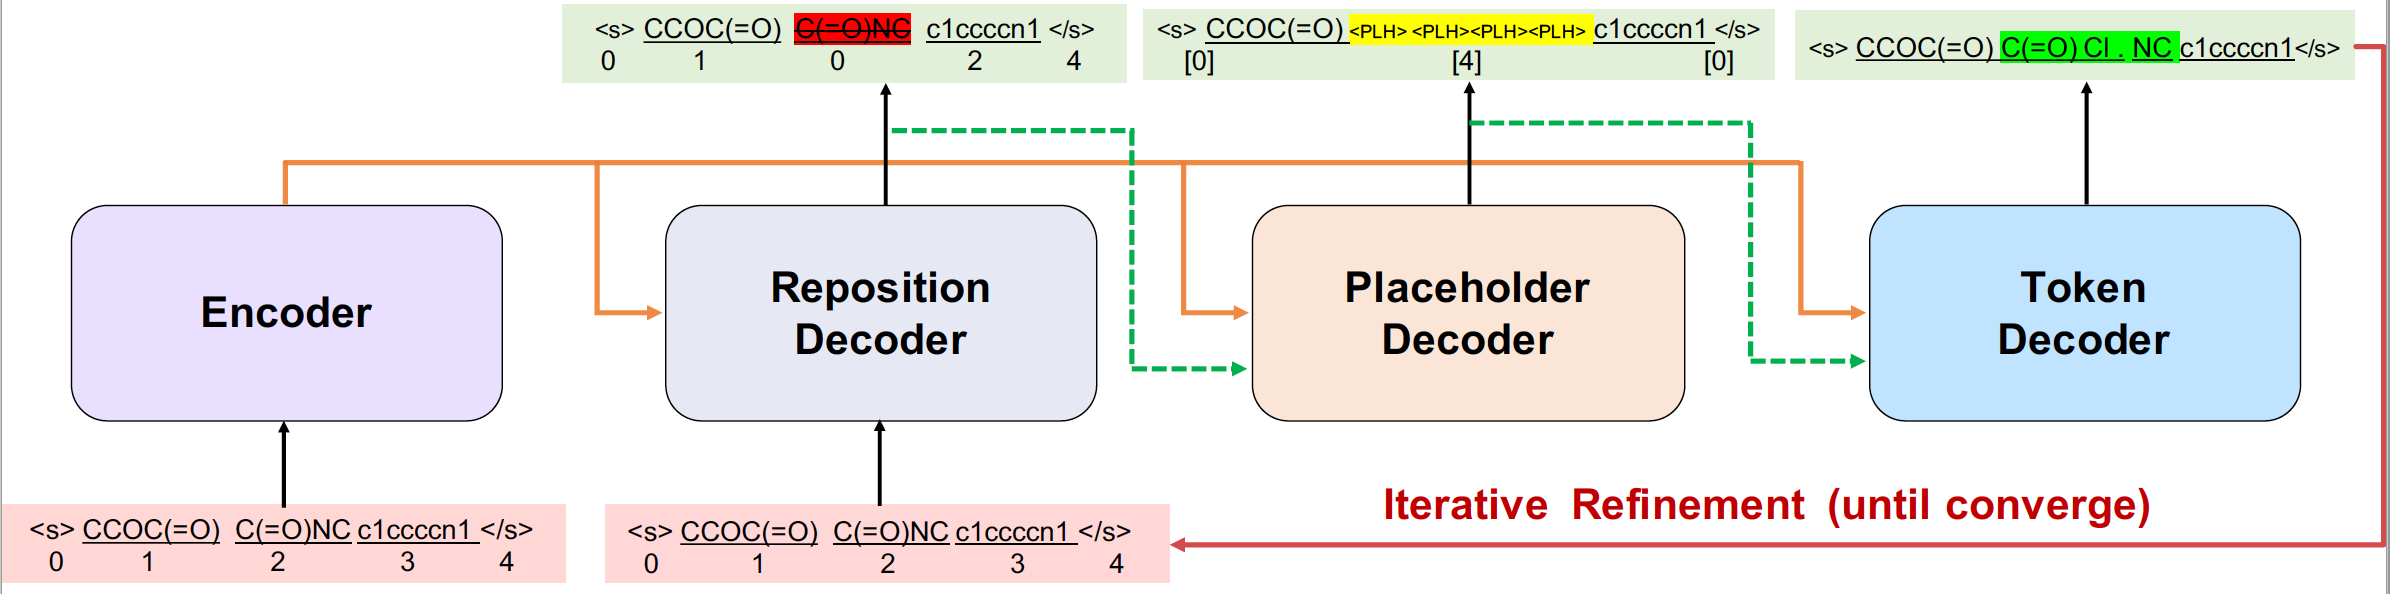 <s> CCOC(=O) C(=O)NC c1ccccn1 </s>
0 1 0 2 4
<s> CCOC(=O) <PLH> <PLH><PLH><PLH> c1ccccn1 </s>
[0] [4] [0]
<s> CCOC(=O) C(=O) Cl . NC c1ccccn1</s>
Encoder
Reposition
Decoder
Placeholder
Decoder
Token
Decoder
<s> CCOC(=O) C(=O)NC c1ccccn1 </s>
0 1 2 3 4
<s> CCOC(=O) C(=O)NC c1ccccn1 </s>
0 1 2 3 4
Iterative Refinement (until converge)